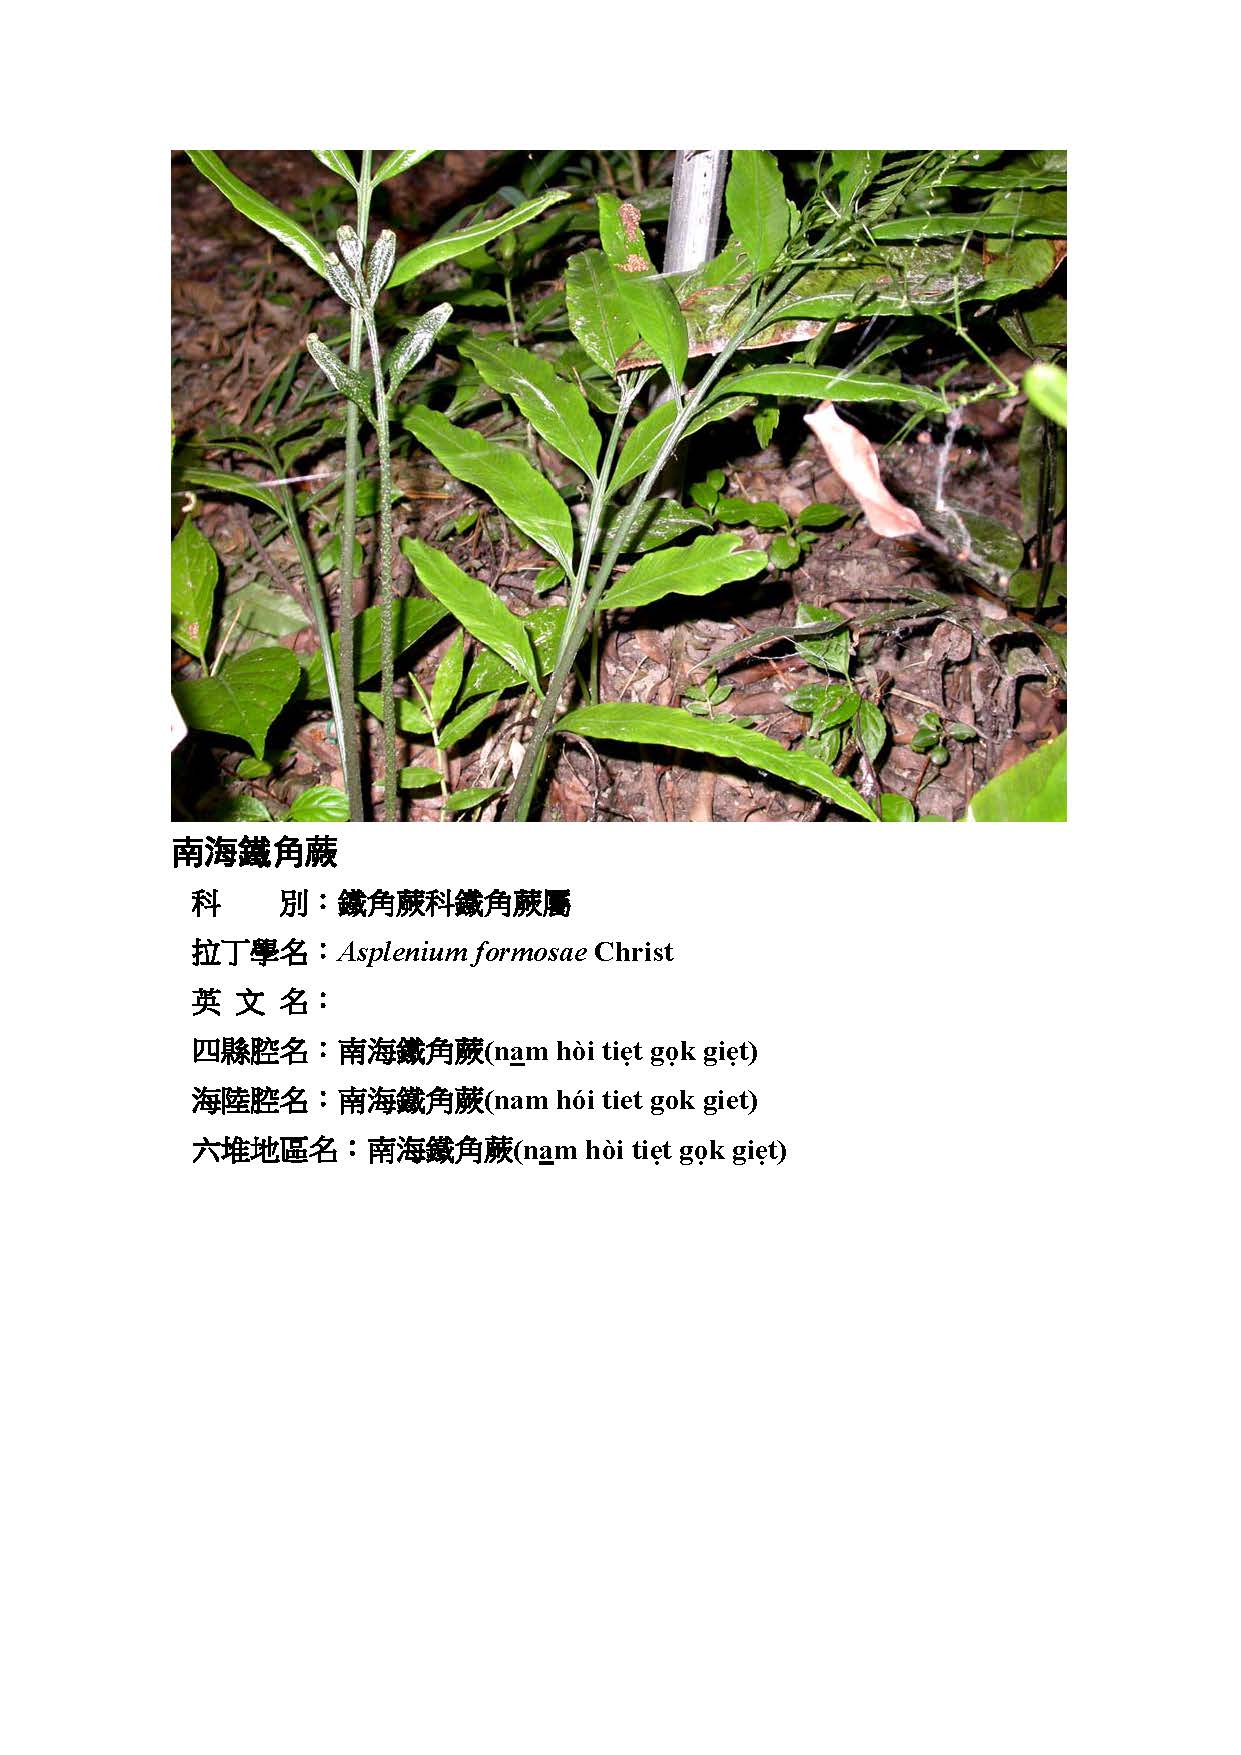 南海鐵角蕨
科　　別：鐵角蕨科鐵角蕨屬
拉丁學名：Asplenium formosae Christ
英 文 名：
四縣腔名：南海鐵角蕨(na̲m hòi tiẹt gọk giẹt)
海陸腔名：南海鐵角蕨(nam hói tiet gok giet)
六堆地區名：南海鐵角蕨(na̲m hòi tiẹt gọk giẹt)